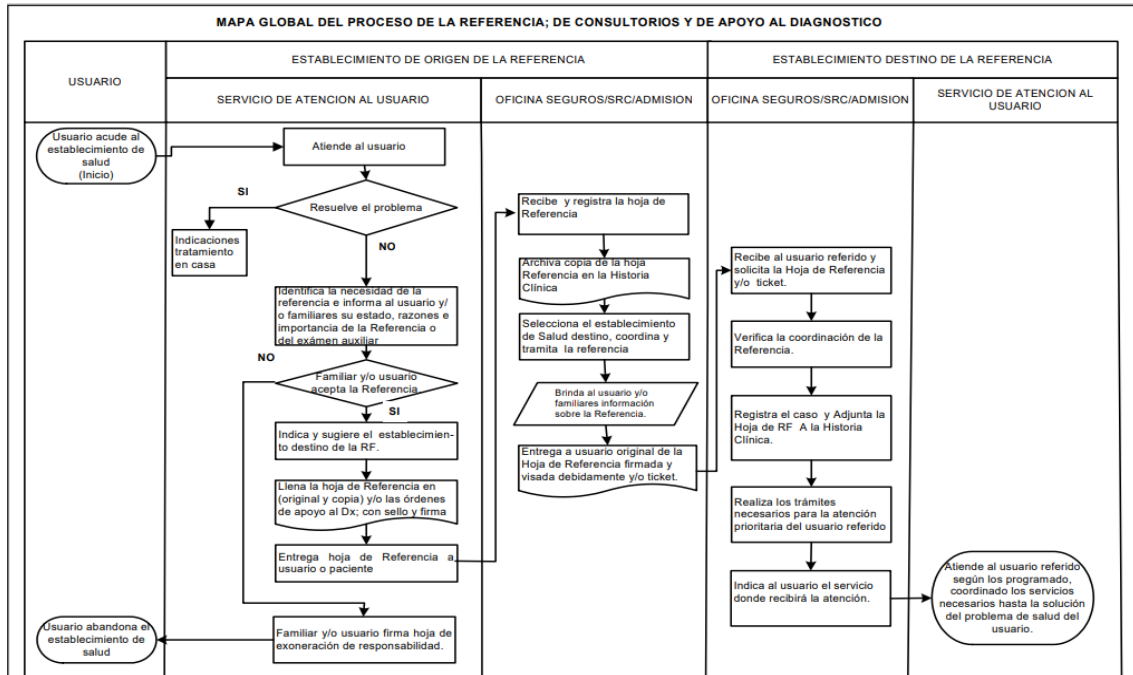 MAPA GLOBAL DEL PROCESO DE LA REFERENCIA; DE CONSULTORIOS Y DE APOYO AL DIAGNOSTICO
USUARIO
ESTABLECIMIENTO DE ORIGEN DE LA REFERENCIA
ESTABLECIMIENTO DESTINO DE LA REFERENCIA
SERVICIO DE ATENCION AL USUARIO
OFICINA SEGUROS/SRC/ADMISION
OFICINA SEGUROS/SRC/ADMISION
SERVICIO DE ATENCION AL
USUARIO
Usuario acude al
establecimiento de
salud
(Inicio)
Atiende al usuario
Resuelve el problema
SI
Indicaciones
tratamiento
en casa
NO
Identifica la necesidad de la
referencia e informa al usuario y/
o familiares su estado, razones e
importancia de la Referencia o
del exámen auxiliar
NO
Familiar y/o usuario
acepta la Referencia
SI
Indica y sugiere el establecimien-
to destino de la RF.
Llena la hoja de Referencia en
(original y copia) y/o las órdenes
de apoyo al Dx; con sello y firma
Entrega hoja de Referencia a
usuario o paciente
Familiar y/o usuario firma hoja de
exoneración de responsabilidad.
Usuario abandona el
establecimiento de
salud
Recibe y registra la hoja de
Referencia
Archiva copia de la hoja
Referencia en la Historia
Clínica
Selecciona el establecimiento
de Salud destino, coordina y
tramita la referencia
Brinda al usuario y/o
familiares información
sobre la Referencia.
Entrega a usuario original de la
Hoja de Referencia firmada y
visada debidamente y/o ticket.
Recibe al usuario referido y
solicita la Hoja de Referencia
y/o ticket.
Verifica la coordinación de la
Referencia.
Registra el caso y Adjunta la
Hoja de RF A la Historia
Clínica.
Realiza los trámites
necesarios para la atención
prioritaria del usuario referido
Indica al usuario el servicio
donde recibirá la atención.
Atiende al usuario referido
según los programado,
coordinado los servicios
necesarios hasta la solución
del problema de salud del
usuario.